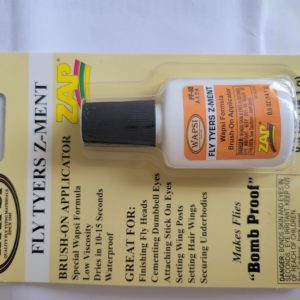 FLY TYERS Z-MENT
ZAP
BRUSH-ON APPLICATOR
Special Wapsi Formula
Low Viscosity
Dries in 10-15 Seconds
Waterproof
GREAT FOR:
Finishing Fly Heads
Cementing Dumbbell Eyes
Attaching Stick On Eyes
Setting Wing Posts
Setting Hair Wings
Securing Underbodies
Makes Flies
"Bomb Proof"
WAPSI
FLY TYERS Z-MENT
Wapsi Formula
Brush-On Applicator
ZAP